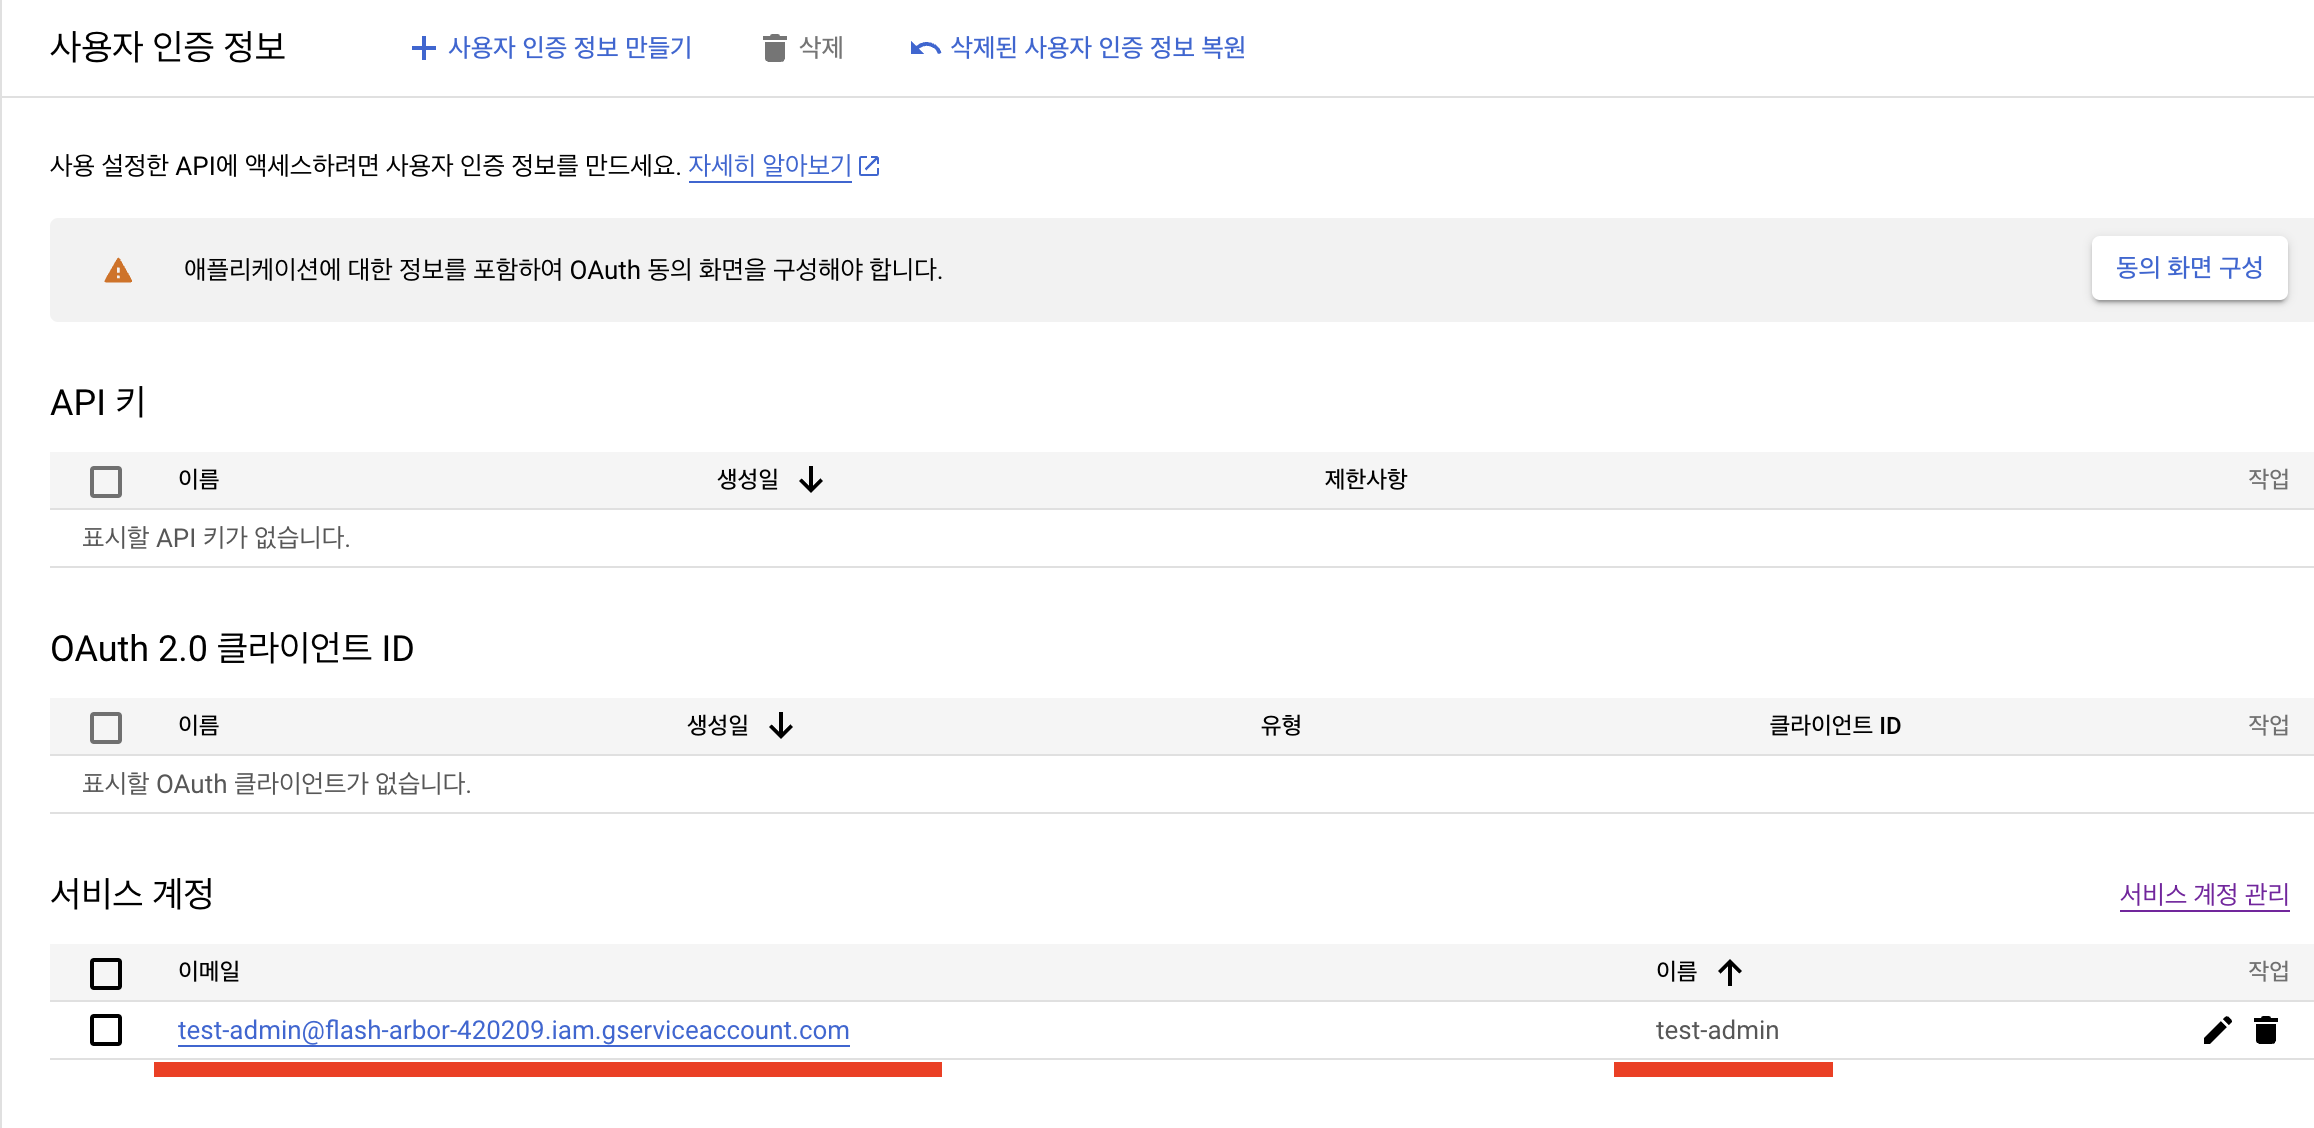 사용자 인증 정보 사용자 인증 정보 만들기 삭제 삭제된 사용자 인증 정보 복원
사용 설정한 API에 액세스하려면 사용자 인증 정보를 만드세요. 자세히 알아보기
애플리케이션에 대한 정보를 포함하여 OAuth 동의 화면을 구성해야 합니다. 동의 화면 구성
API 키
이름 생성일 제한사항 작업
표시할 API 키가 없습니다.
OAuth 2.0 클라이언트 ID
이름 생성일 유형 클라이언트 ID 작업
표시할 OAuth 클라이언트가 없습니다.
서비스 계정 서비스 계정 관리
이메일 이름 작업
test-admin@flash-arbor-420209.iam.gserviceaccount.com test-admin